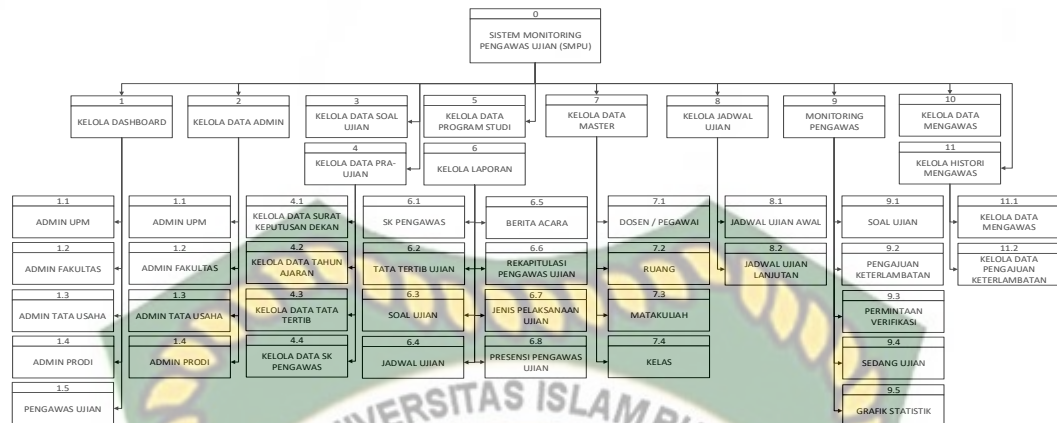 0
SISTEM MONITORING
PENGAWAS UJIAN (SMPU)
1
KELOLA DASHBOARD
2
KELOLA DATA ADMIN
3
KELOLA DATA SOAL
UJIAN
5
KELOLA DATA
PROGRAM STUDI
7
KELOLA DATA
MASTER
8
KELOLA JADWAL
UJIAN
9
MONITORING
PENGAWAS
10
KELOLA DATA
MENGAWAS
4
KELOLA DATA PRA-
UJIAN
6
KELOLA LAPORAN
11
KELOLA HISTORI
MENGAWAS
1.1
ADMIN UPM
1.2
ADMIN FAKULTAS
1.3
ADMIN TATA USAHA
1.4
ADMIN PRODI
1.5
PENGAWAS UJIAN
1.1
ADMIN UPM
1.2
ADMIN FAKULTAS
1.3
ADMIN TATA USAHA
1.4
ADMIN PRODI
4.1
KELOLA DATA SURAT
KEPUTUSAN DEKAN
4.2
KELOLA DATA TAHUN
AJARAN
4.3
KELOLA DATA TATA
TERTIB
4.4
KELOLA DATA SK
PENGAWAS
6.1
SK PENGAWAS
6.2
TATA TERTIB UJIAN
6.3
SOAL UJIAN
6.4
JADWAL UJIAN
6.5
BERITA ACARA
6.6
REKAPITULASI
PENGAWAS UJIAN
6.7
JENIS PELAKSANAAN
UJIAN
6.8
PRESENSI PENGAWAS
UJIAN
7.1
DOSEN / PEGAWAI
7.2
RUANG
7.3
MATAKULIAH
7.4
KELAS
8.1
JADWAL UJIAN AWAL
8.2
JADWAL UJIAN
LANJUTAN
9.1
SOAL UJIAN
9.2
PENGAJUAN
KETERLAMBATAN
9.3
PERMINTAAN
VERIFIKASI
9.4
SEDANG UJIAN
9.5
GRAFIK STATISTIK
11.1
KELOLA DATA
MENGAWAS
11.2
KELOLA DATA
PENGAJUAN
KETERLAMBATAN
UNIVERSITAS ISLAM